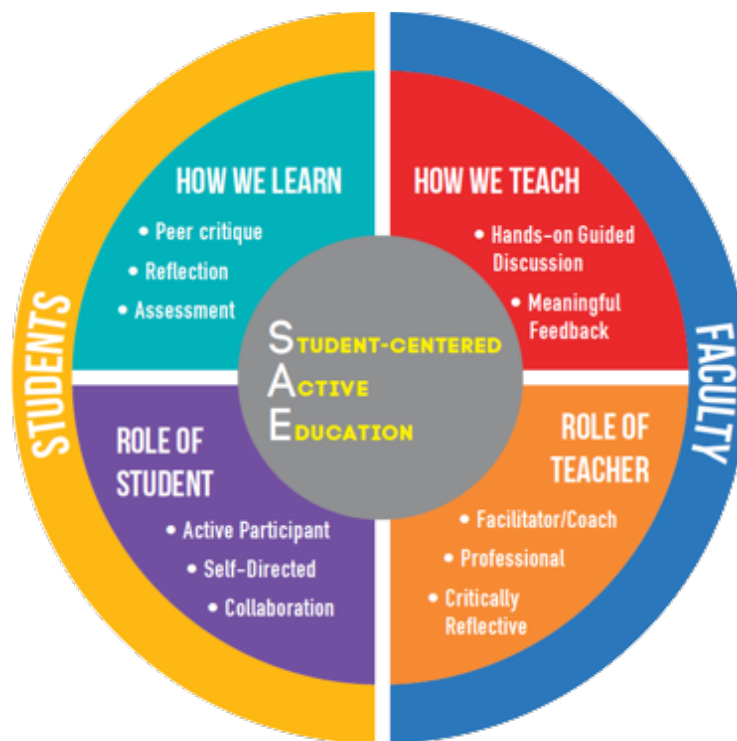 STUDENTS
HOW WE LEARN
• Peer critique
• Reflection
• Assessment
HOW WE TEACH
• Hands-on Guided
Discussion
• Meaningful
Feedback
FACULTY
STUDENT-CENTERED
ACTIVE
EDUCATION
ROLE OF
STUDENT
• Active Participant
• Self-Directed
• Collaboration
ROLE OF
TEACHER
• Facilitator/Coach
• Professional
• Critically
Reflective